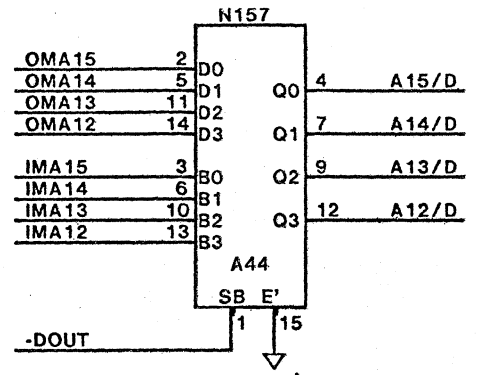 N157
OMA15 2 D0
OMA14 5 D1
Q0 4 A15/D
OMA13 11 D2
OMA12 14 D3
Q1 7 A14/D
IMA15 3 B0
Q2 9 A13/D
IMA14 6 B1
IMA13 10 B2
Q3 12 A12/D
IMA12 13 B3
A44
SB E'
1 15
-DOUT